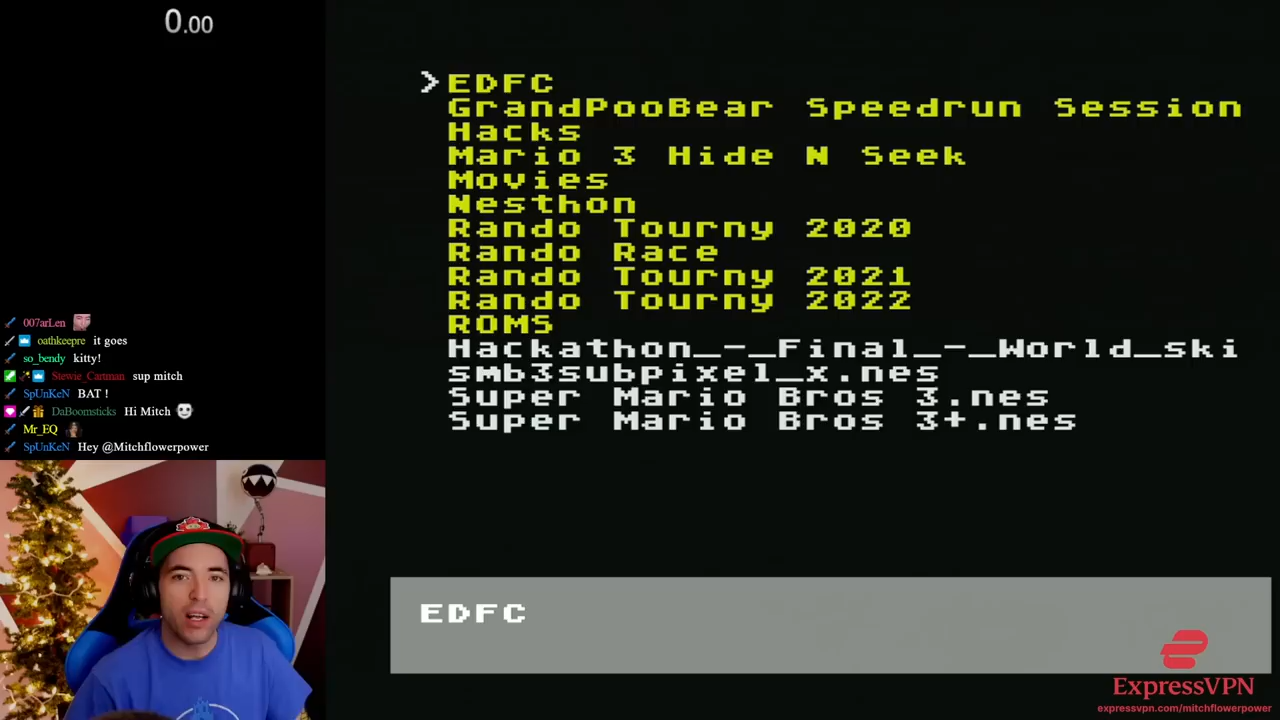 0.00
>EDFC
GrandPooBear Speedrun Session
Hacks
Mario 3 Hide N Seek
Movies
Nesthon
Rando Tourny 2020
Rando Race
Rando Tourny 2021
Rando Tourny 2022
ROMS
Hackathon_-_Final_-_World_ski
smb3subpixel_x.nes
Super Mario Bros 3.nes
Super Mario Bros 3+.nes
007arLen
oathkeepre it goes
so_bendy kitty!
Stewie_Cartman sup mitch
SpUnKeN BAT !
DaBoomsticks Hi Mitch
Mr_EQ
SpUnKeN Hey @Mitchflowerpower
EDFC
ExpressVPN
expressvpn.com/mitchflowerpower